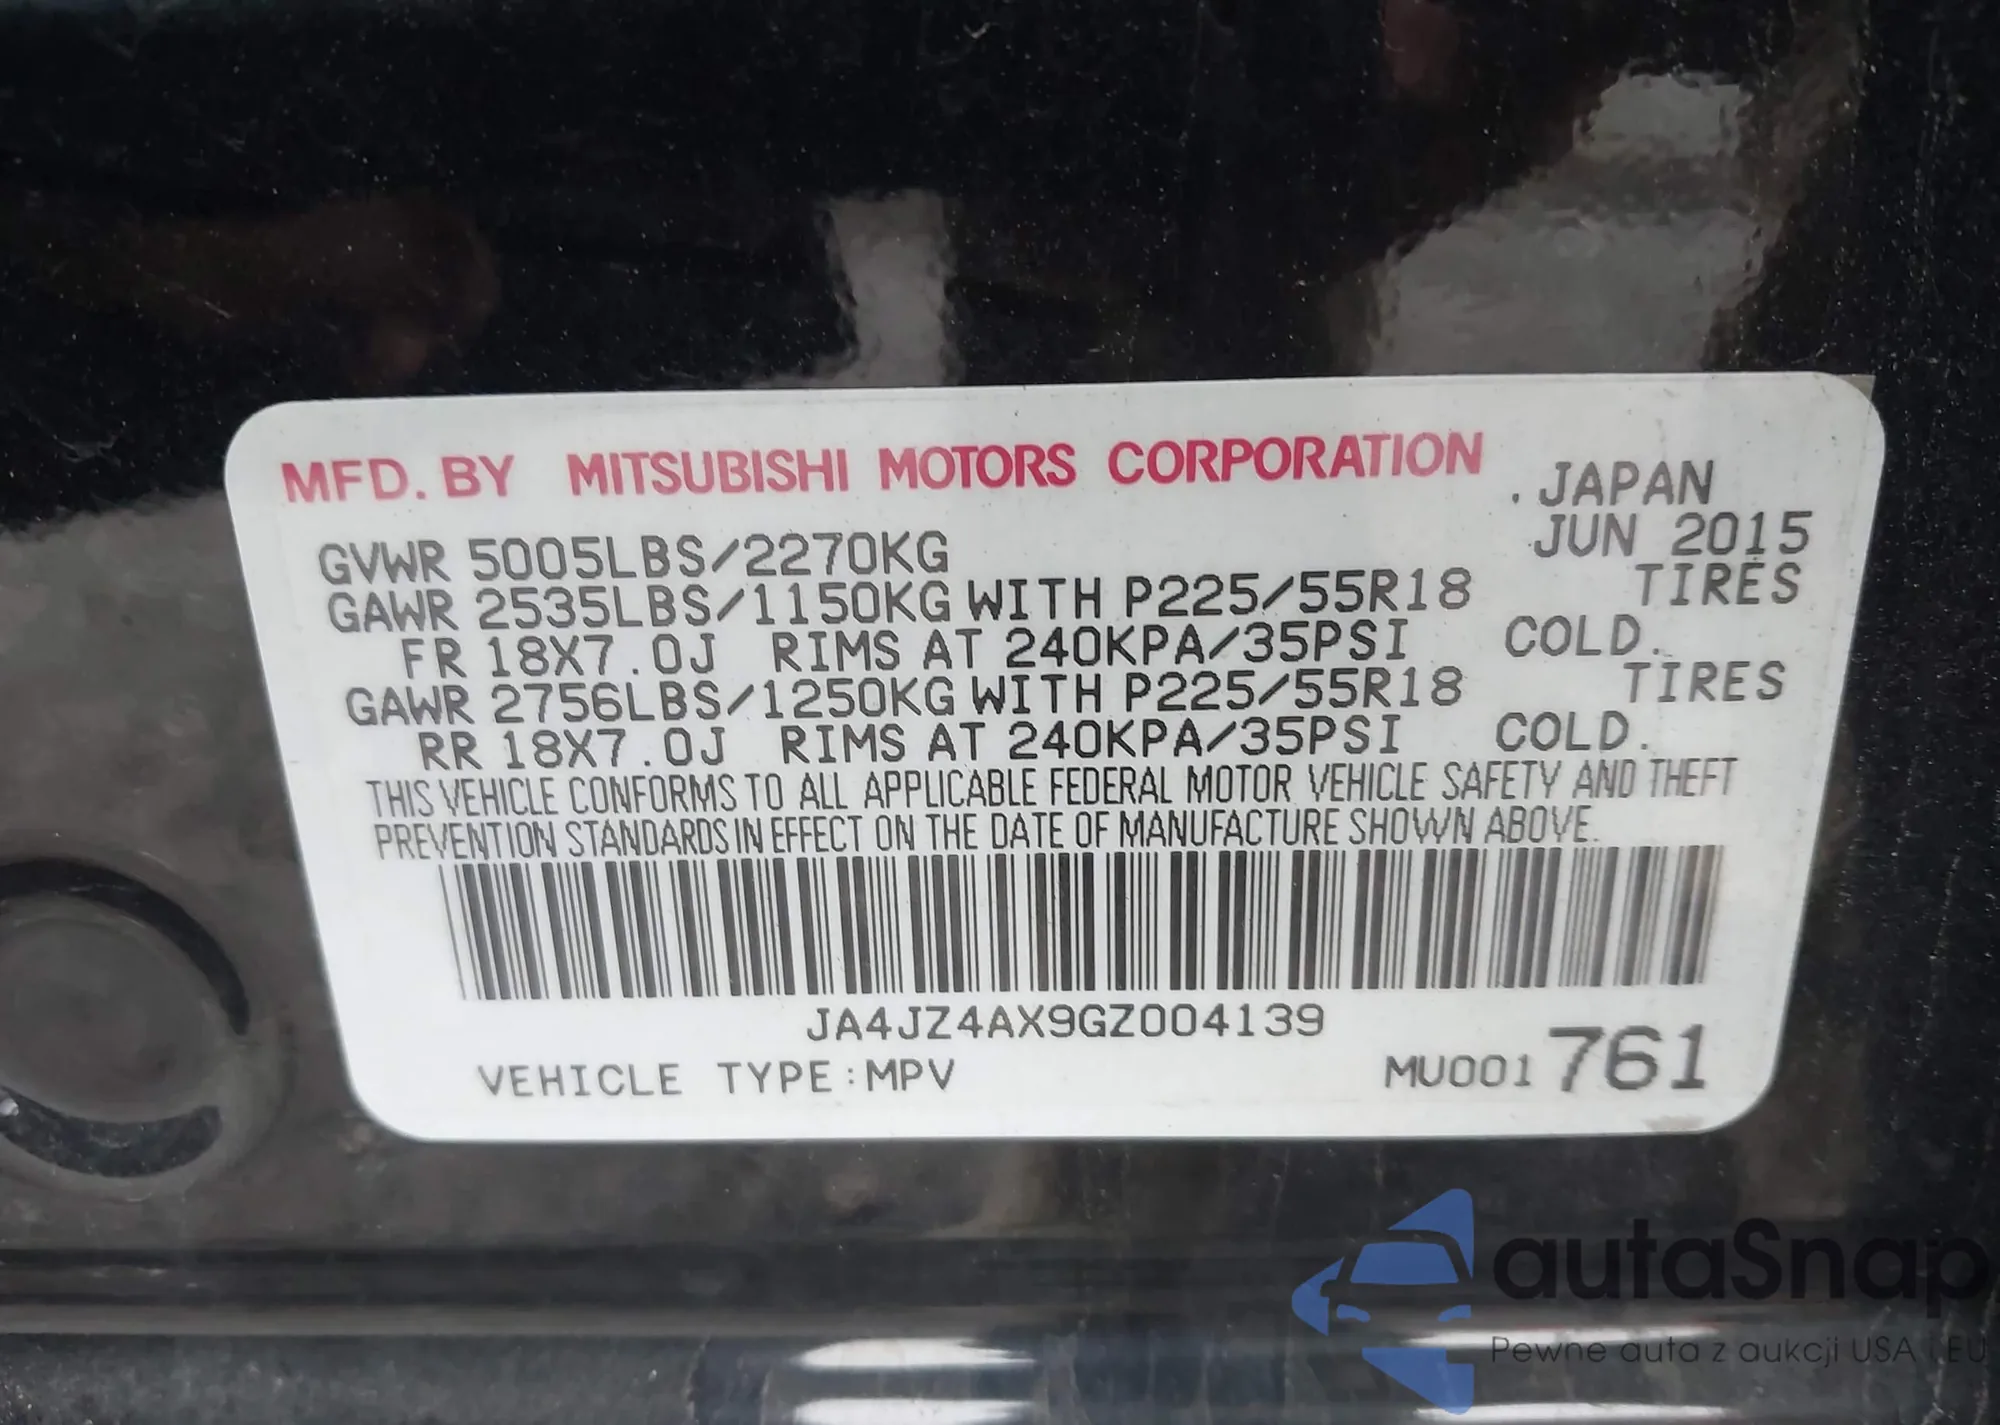 MFD. BY MITSUBISHI MOTORS CORPORATION
. JAPAN
JUN 2015
GVWR 5005LBS/2270KG
GAWR 2535LBS/1150KG WITH P225/55R18 TIRES
FR 18X7.0J RIMS AT 240KPA/35PSI COLD.
GAWR 2756LBS/1250KG WITH P225/55R18 TIRES
RR 18X7.0J RIMS AT 240KPA/35PSI COLD.
THIS VEHICLE CONFORMS TO ALL APPLICABLE FEDERAL MOTOR VEHICLE SAFETY AND THEFT
PREVENTION STANDARDS IN EFFECT ON THE DATE OF MANUFACTURE SHOWN ABOVE.
JA4JZ4AX9GZ004139
VEHICLE TYPE:MPV MU001 761
autaSnap
Pewne auta z aukcji USA i EU